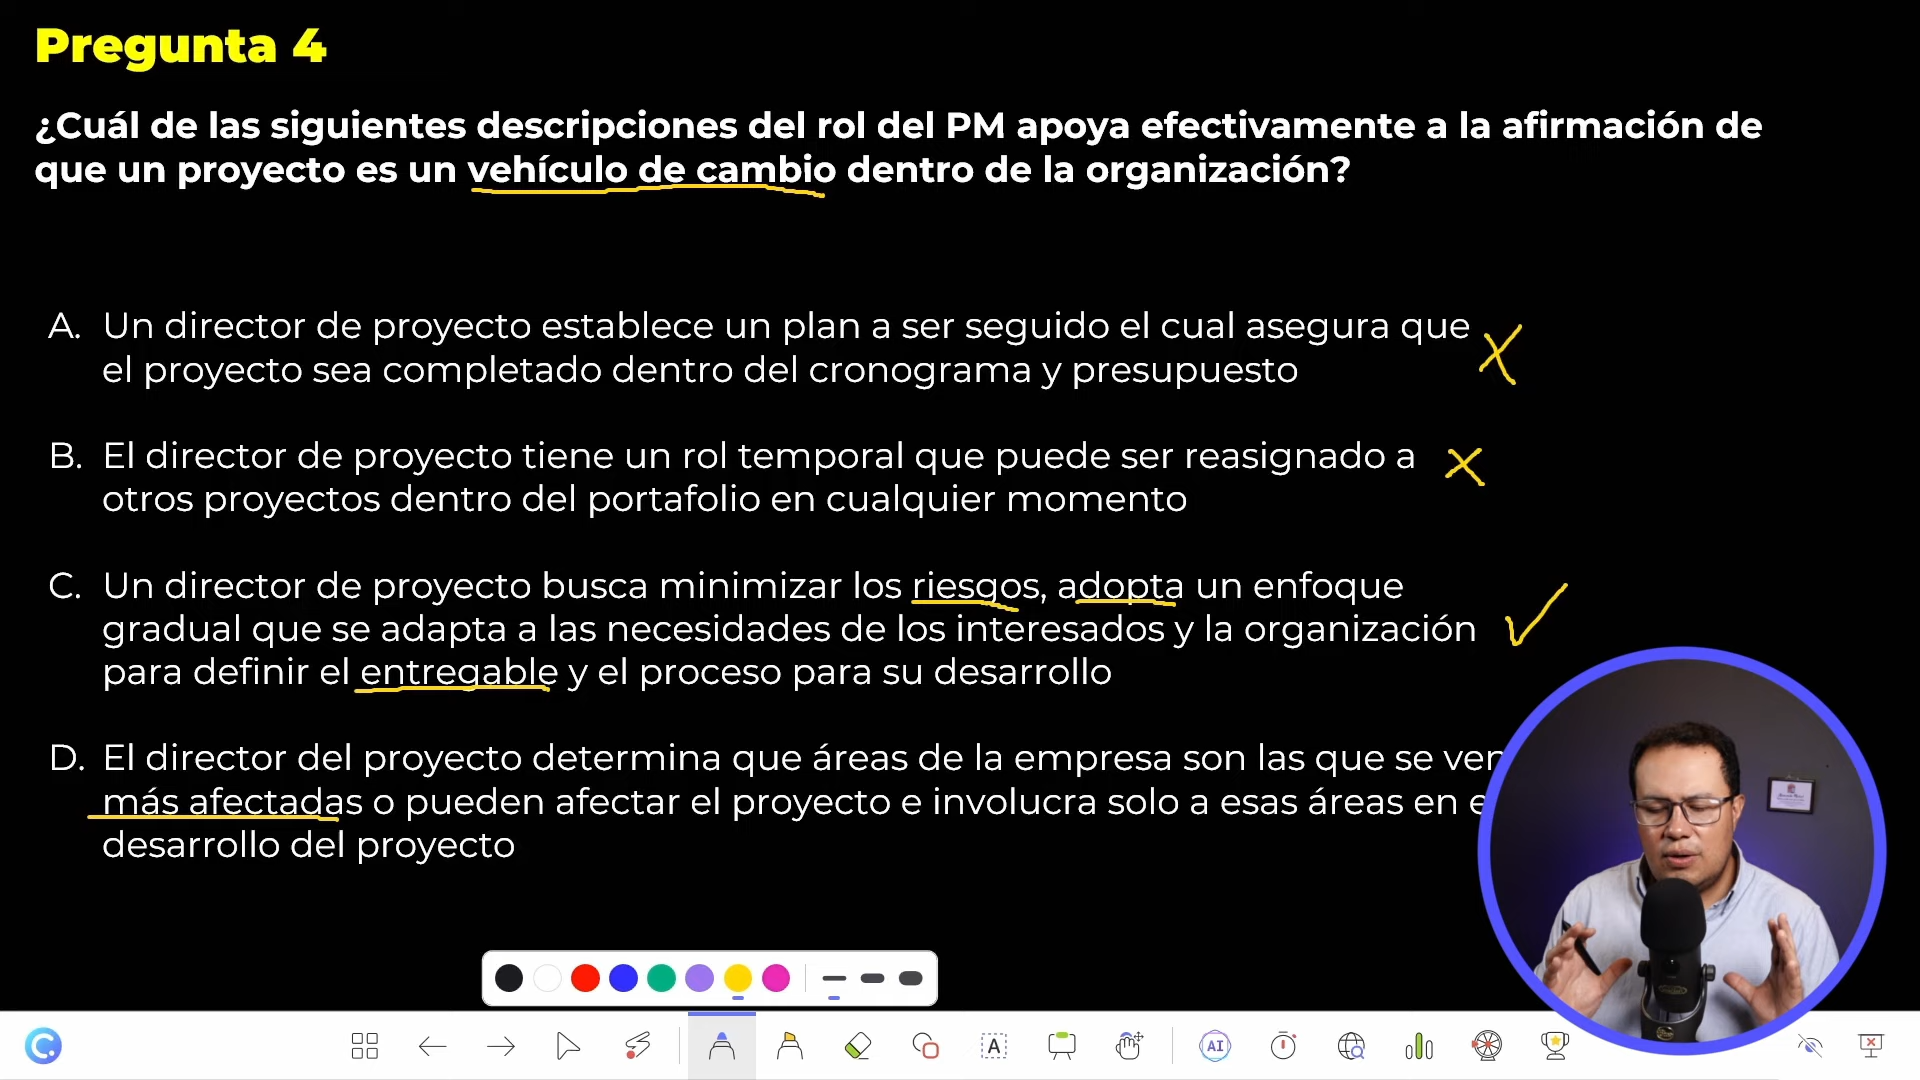 Pregunta 4
¿Cuál de las siguientes descripciones del rol del PM apoya efectivamente a la afirmación de
que un proyecto es un vehículo de cambio dentro de la organización?
A. Un director de proyecto establece un plan a ser seguido el cual asegura que
el proyecto sea completado dentro del cronograma y presupuesto
B. El director de proyecto tiene un rol temporal que puede ser reasignado a
otros proyectos dentro del portafolio en cualquier momento
C. Un director de proyecto busca minimizar los riesgos, adopta un enfoque
gradual que se adapta a las necesidades de los interesados y la organización
para definir el entregable y el proceso para su desarrollo
D. El director del proyecto determina que áreas de la empresa son las que se ven
más afectadas o pueden afectar el proyecto e involucra solo a esas áreas en
desarrollo del proyecto
A
AI